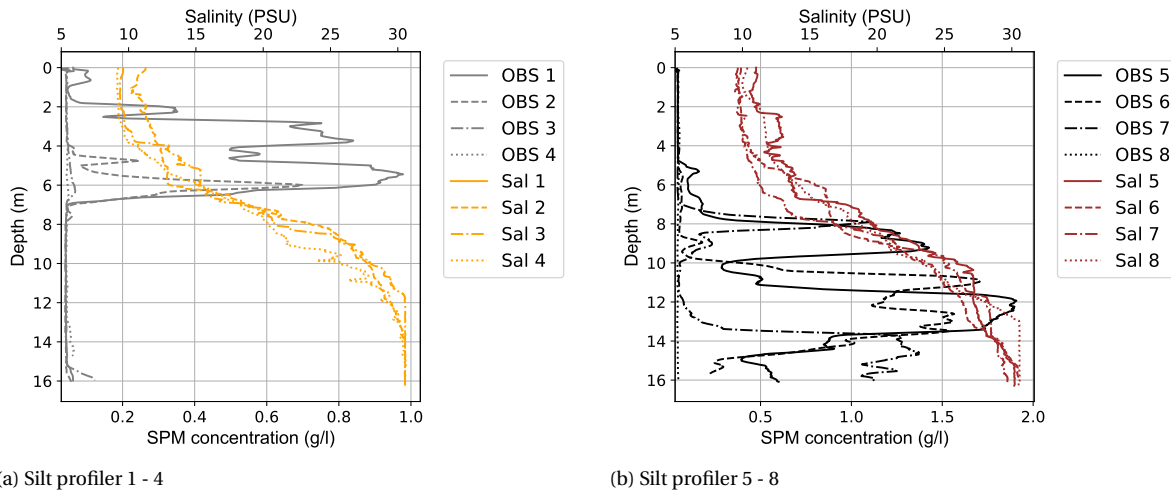 Salinity (PSU)
5 10 15 20 25 30
0
2
4
6
8
10
12
14
16
Depth (m)
0.2 0.4 0.6 0.8 1.0
SPM concentration (g/l)
OBS 1
OBS 2
OBS 3
OBS 4
Sal 1
Sal 2
Sal 3
Sal 4
(a) Silt profiler 1 - 4
Salinity (PSU)
5 10 15 20 25 30
0
2
4
6
8
10
12
14
16
Depth (m)
0.5 1.0 1.5 2.0
SPM concentration (g/l)
OBS 5
OBS 6
OBS 7
OBS 8
Sal 5
Sal 6
Sal 7
Sal 8
(b) Silt profiler 5 - 8